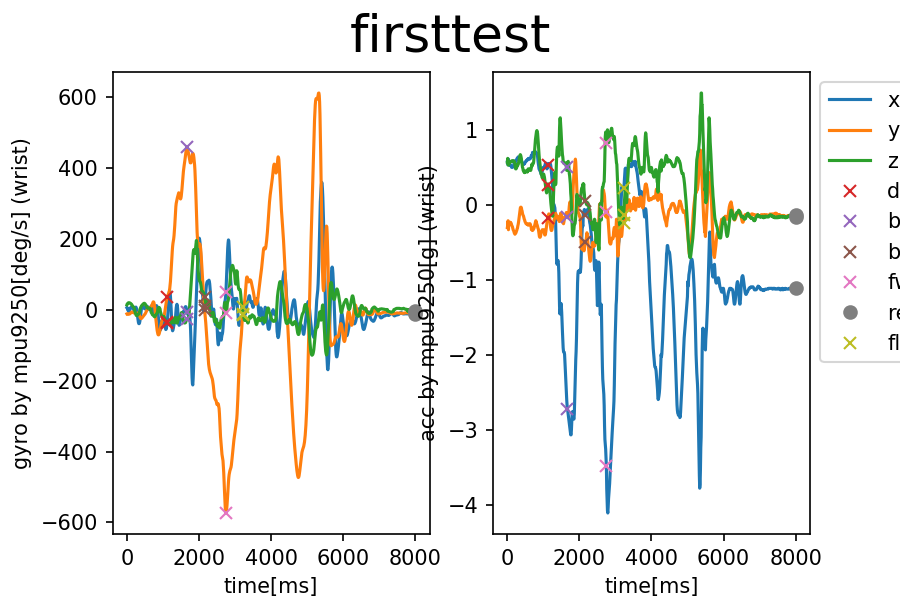 firsttest
gyro by mpu9250[deg/s] (wrist)
600
400
200
0
−200
−400
−600
0 2000 4000 6000 8000
time[ms]
acc by mpu9250[g] (wrist)
1
0
−1
−2
−3
−4
0 2000 4000 6000 8000
time[ms]
x
y
z
d
b
b
fv
re
fl